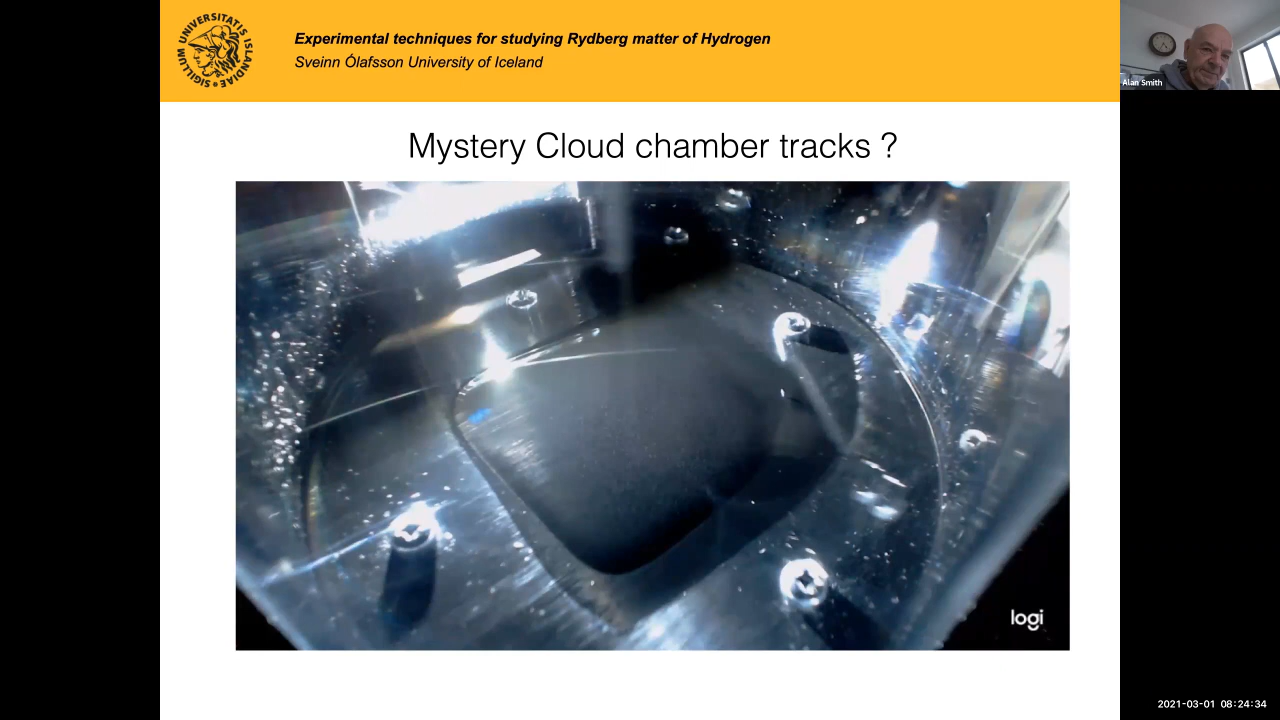 SIGILLUM UNIVERSITATIS ISLANDIAE
Experimental techniques for studying Rydberg matter of Hydrogen
Sveinn Ólafsson University of Iceland
Alan Smith
Mystery Cloud chamber tracks ?
logi
2021-03-01 08:24:34